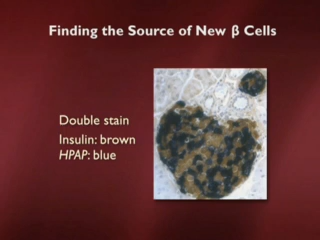 Finding the Source of New β Cells
Double stain
Insulin: brown
HPAP: blue